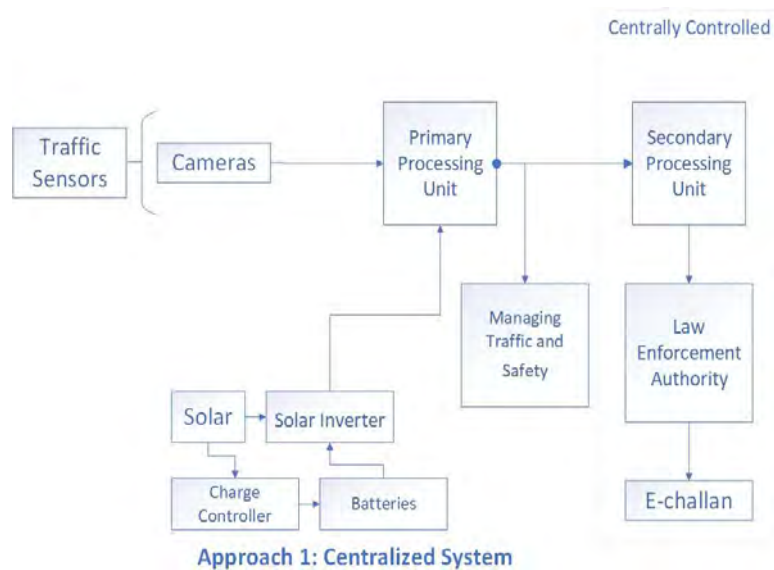 Centrally Controlled
Traffic
Sensors
Cameras
Primary
Processing
Unit
Secondary
Processing
Unit
Managing
Traffic and
Safety
Law
Enforcement
Authority
Solar
Solar Inverter
Charge
Controller
Batteries
E-challan
Approach 1: Centralized System